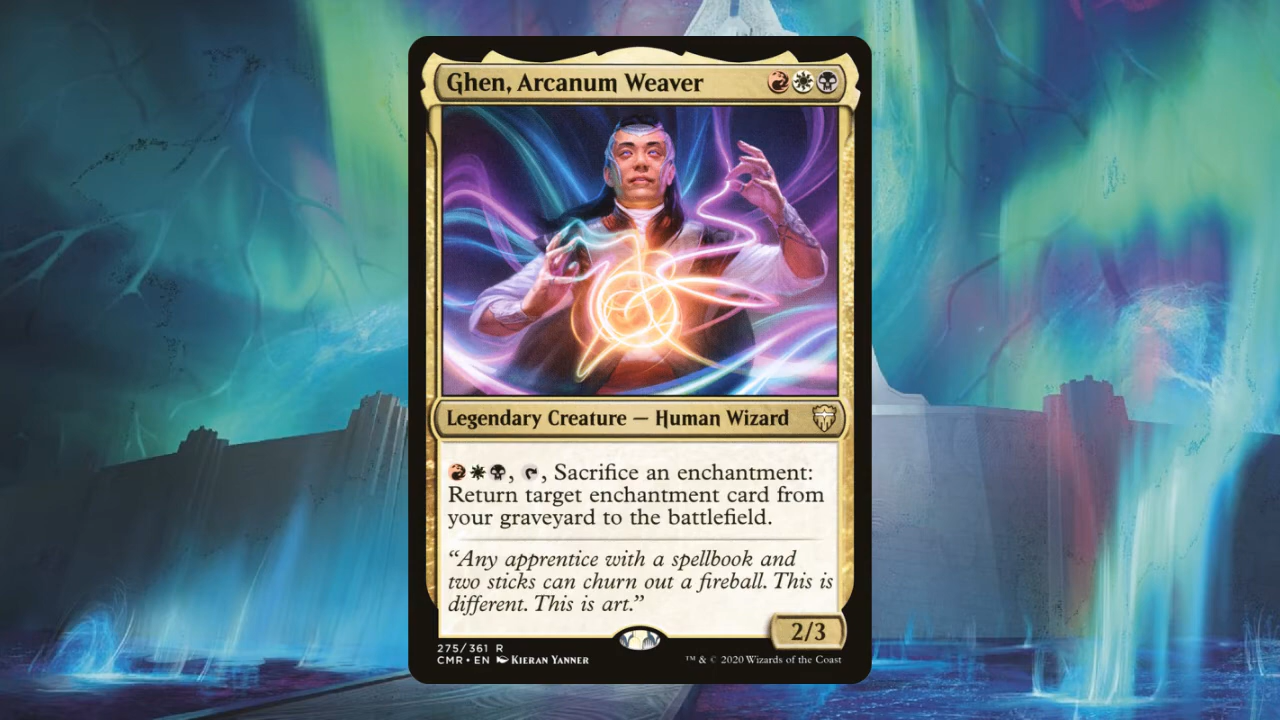 Ghen, Arcanum Weaver
Legendary Creature — Human Wizard
, , Sacrifice an enchantment:
Return target enchantment card from
your graveyard to the battlefield.
“Any apprentice with a spellbook and
two sticks can churn out a fireball. This is
different. This is art.”
2/3
275/361 R
CMR • EN Kieran Yanner
™ & © 2020 Wizards of the Coast